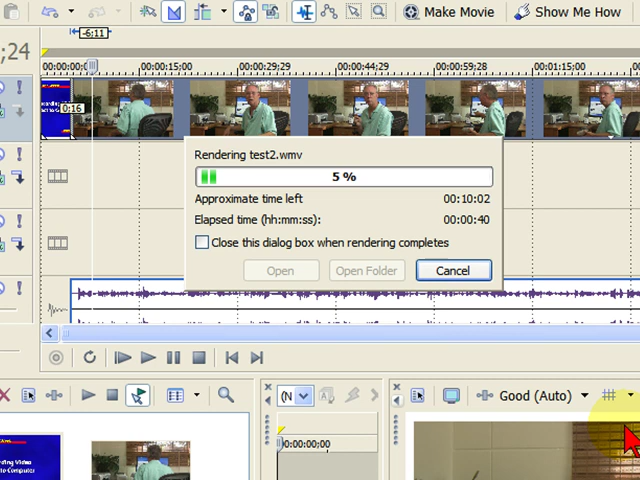 Make Movie
Show Me How
;24
-6;11
00:00:00;0
00:00:15;00
00:00:29;29
00:00:44;29
00:00:59;28
00:01:15;00
0:16
Rendering test2.wmv
5 %
Approximate time left
00:10:02
Elapsed time (hh:mm:ss):
00:00:40
Close this dialog box when rendering completes
Open
Open Folder
Cancel
(N
Good (Auto)
00:00:00;00